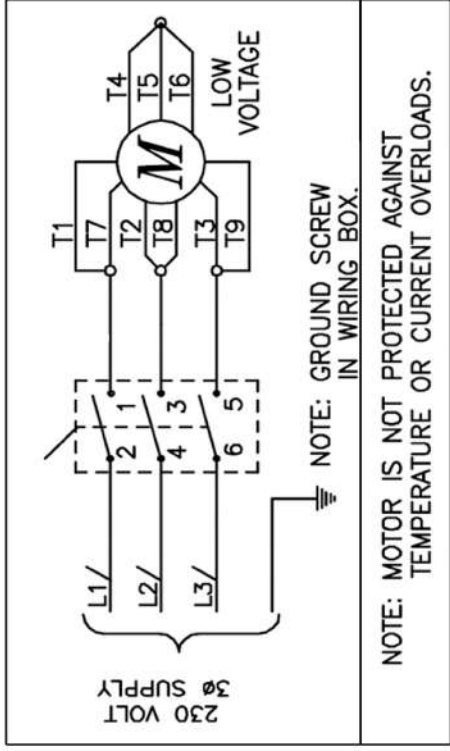 230 VOLT
3ø SUPPLY
L1
L2
L3
2
1
4
3
6
5
T1
T7
T2
T8
T3
T9
M
T4
T5
T6
LOW
VOLTAGE
NOTE: GROUND SCREW
IN WIRING BOX.
NOTE: MOTOR IS NOT PROTECTED AGAINST
TEMPERATURE OR CURRENT OVERLOADS.